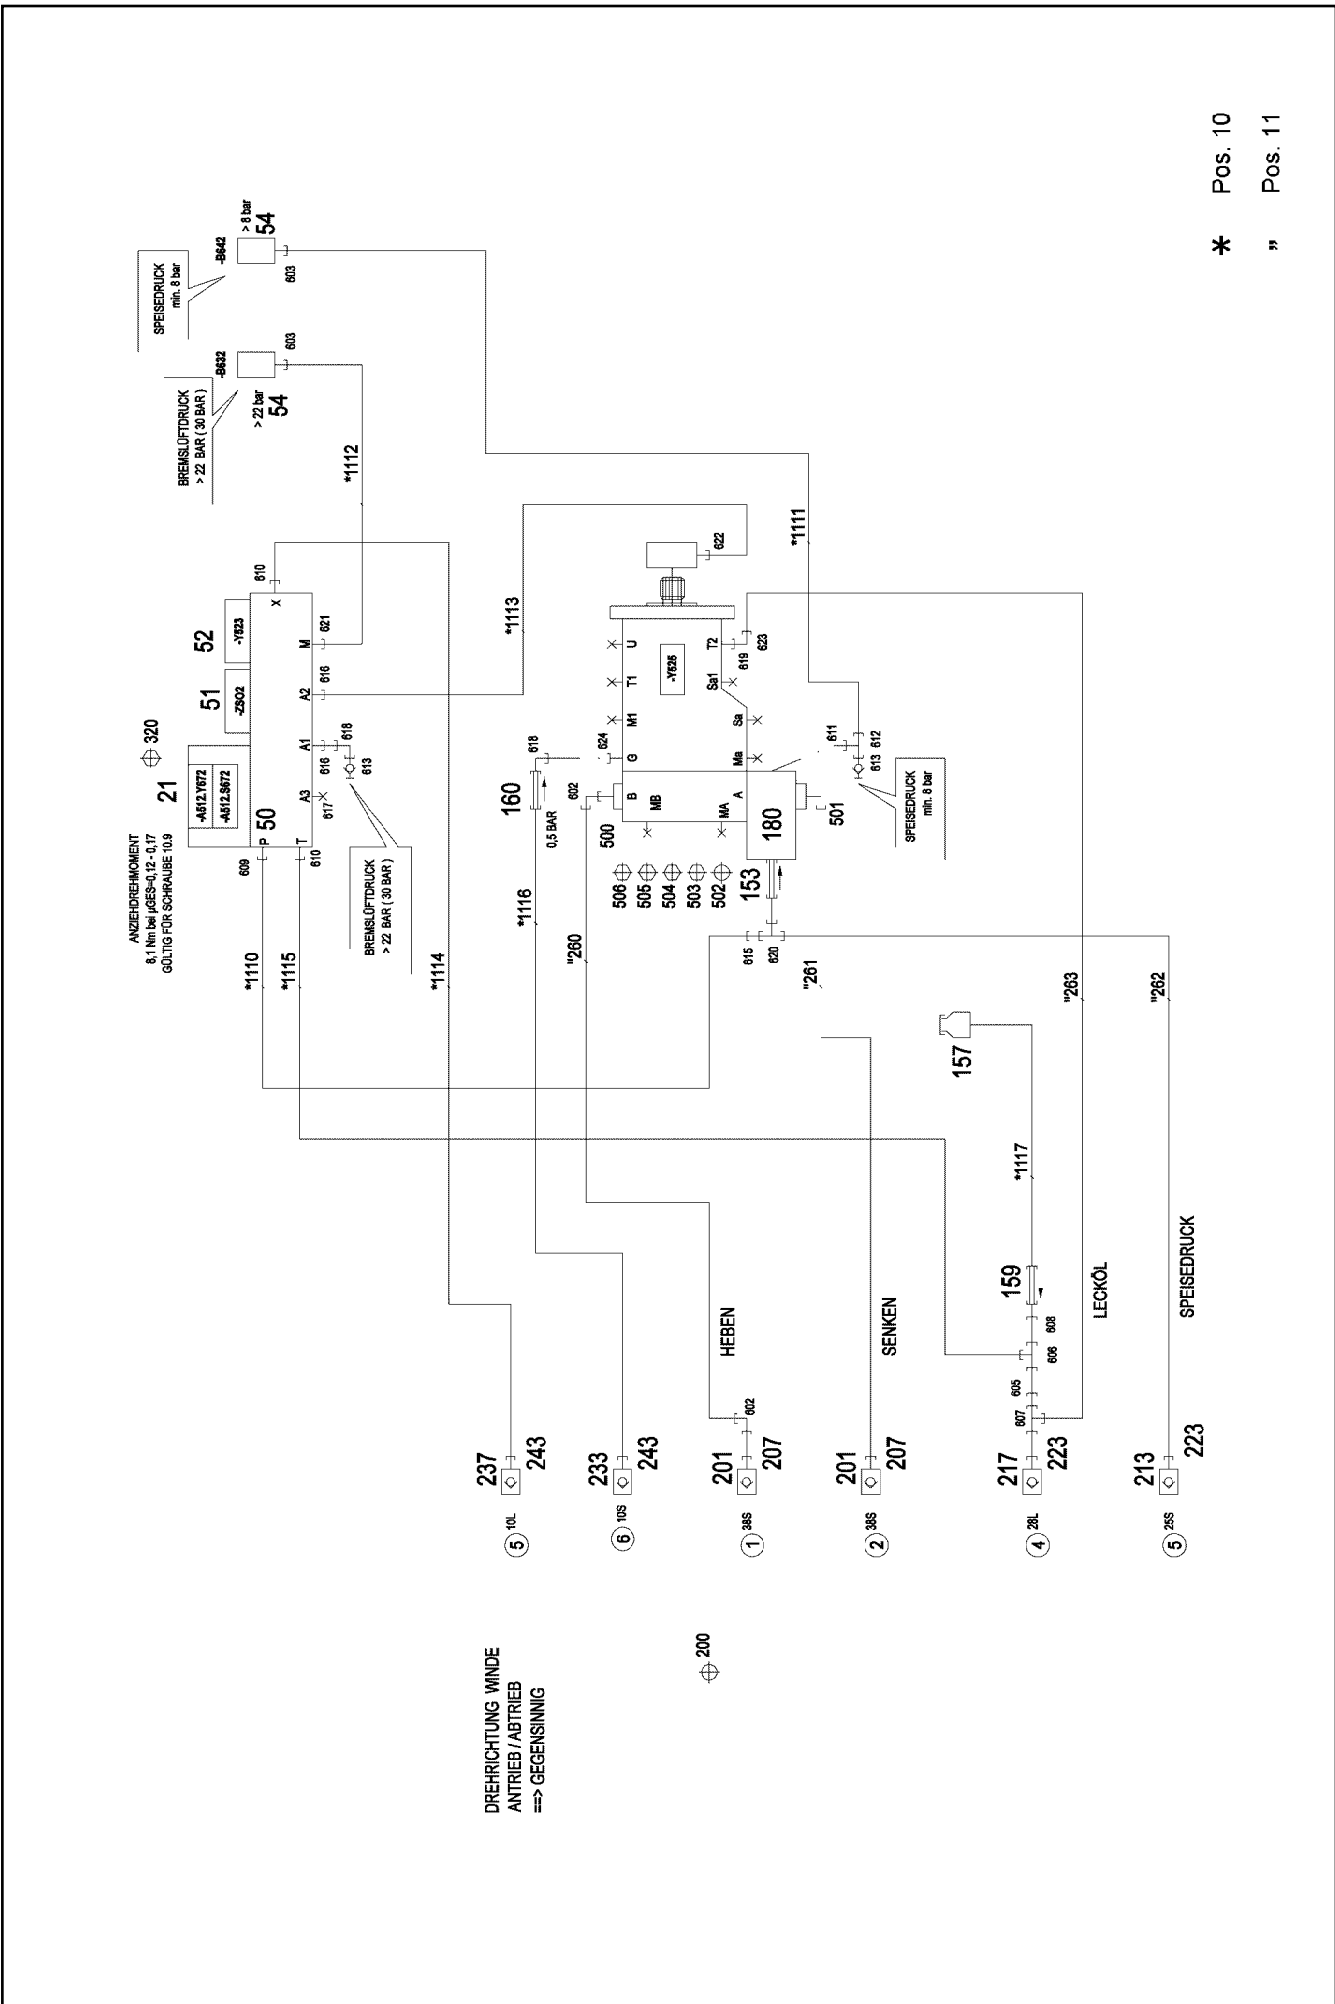 DREHRICHTUNG WINDE
ANTRIEB / ABTRIEB
==> GEGENSINNIG
200
5
10L
237
243
6
10S
233
243
1
38S
201
207
602
HEBEN
2
38S
201
207
SENKEN
4
28L
217
223
607
605
606
608
159
LECKÖL
5
25S
213
223
SPEISEDRUCK
*1110
*1115
*1114
*1116
"260
"261
"263
"262
*1117
157
ANZIEHDREHMOMENT
8,1 Nm bei µGES=0,12 - 0,17
GÜLTIG FÜR SCHRAUBE 10.9
21
320
-A512.Y672
-A512.S672
51
-ZSO2
52
-Y523
50
P
T
A3
A1
A2
M
X
609
610
617
616
618
613
616
621
610
BREMSLÜFTDRUCK
> 22 BAR ( 30 BAR )
BREMSLÜFTDRUCK
> 22 BAR ( 30 BAR )
-B632
> 22 bar
54
603
SPEISEDRUCK
min. 8 bar
-B642
> 8 bar
54
603
*1112
*1113
*1111
160
0,5 BAR
618
624
602
500
506
505
504
503
502
153
615
620
180
501
B
MB
A
MA
G
M1
T1
U
Ma
Sa
Sa1
T2
-Y525
619
623
622
611
612
613
SPEISEDRUCK
min. 8 bar
* Pos. 10
" Pos. 11